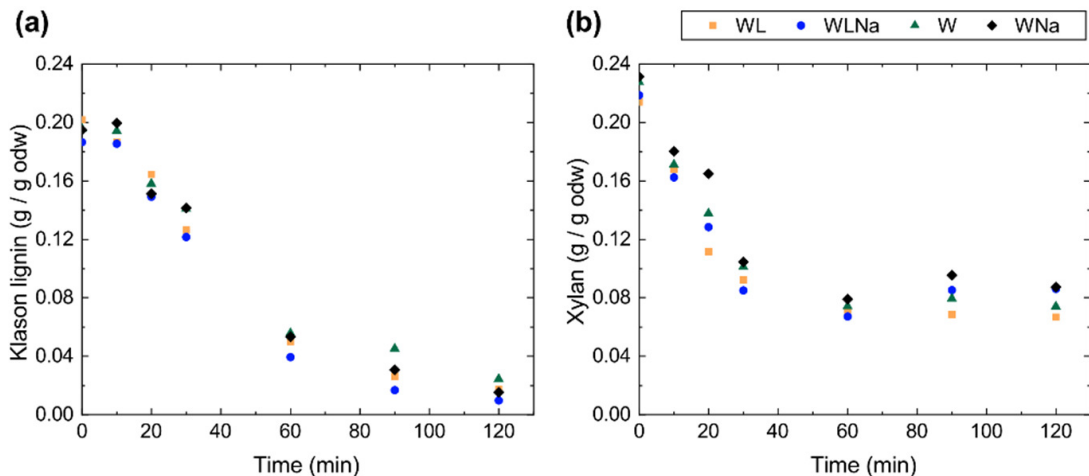 (a)
(b)
WL WLNa W WNa
0.24
0.20
0.16
0.12
0.08
0.04
0.00
Klason lignin (g / g odw)
0 20 40 60 80 100 120
Time (min)
0.24
0.20
0.16
0.12
0.08
0.04
0.00
Xylan (g / g odw)
0 20 40 60 80 100 120
Time (min)